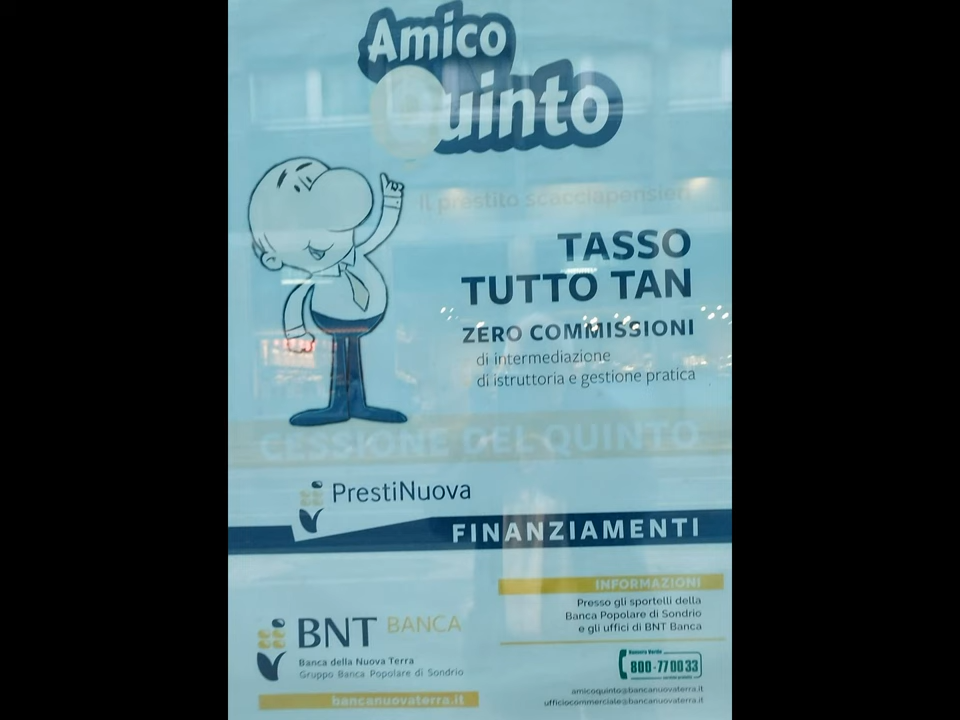 Amico
Quinto
Il prestito scacciapensieri
TASSO
TUTTO TAN
ZERO COMMISSIONI
di intermediazione
di istruttoria e gestione pratica
CESSIONE DEL QUINTO
PrestiNuova
FINANZIAMENTI
INFORMAZIONI
Presso gli sportelli della
Banca Popolare di Sondrio
e gli uffici di BNT Banca
BNT BANCA
Banca della Nuova Terra
Gruppo Banca Popolare di Sondrio
bancanuovaterra.it
Numero Verde
800-770033
amicoquinto@bancanuovaterra.it
ufficiocommerciale@bancanuovaterra.it